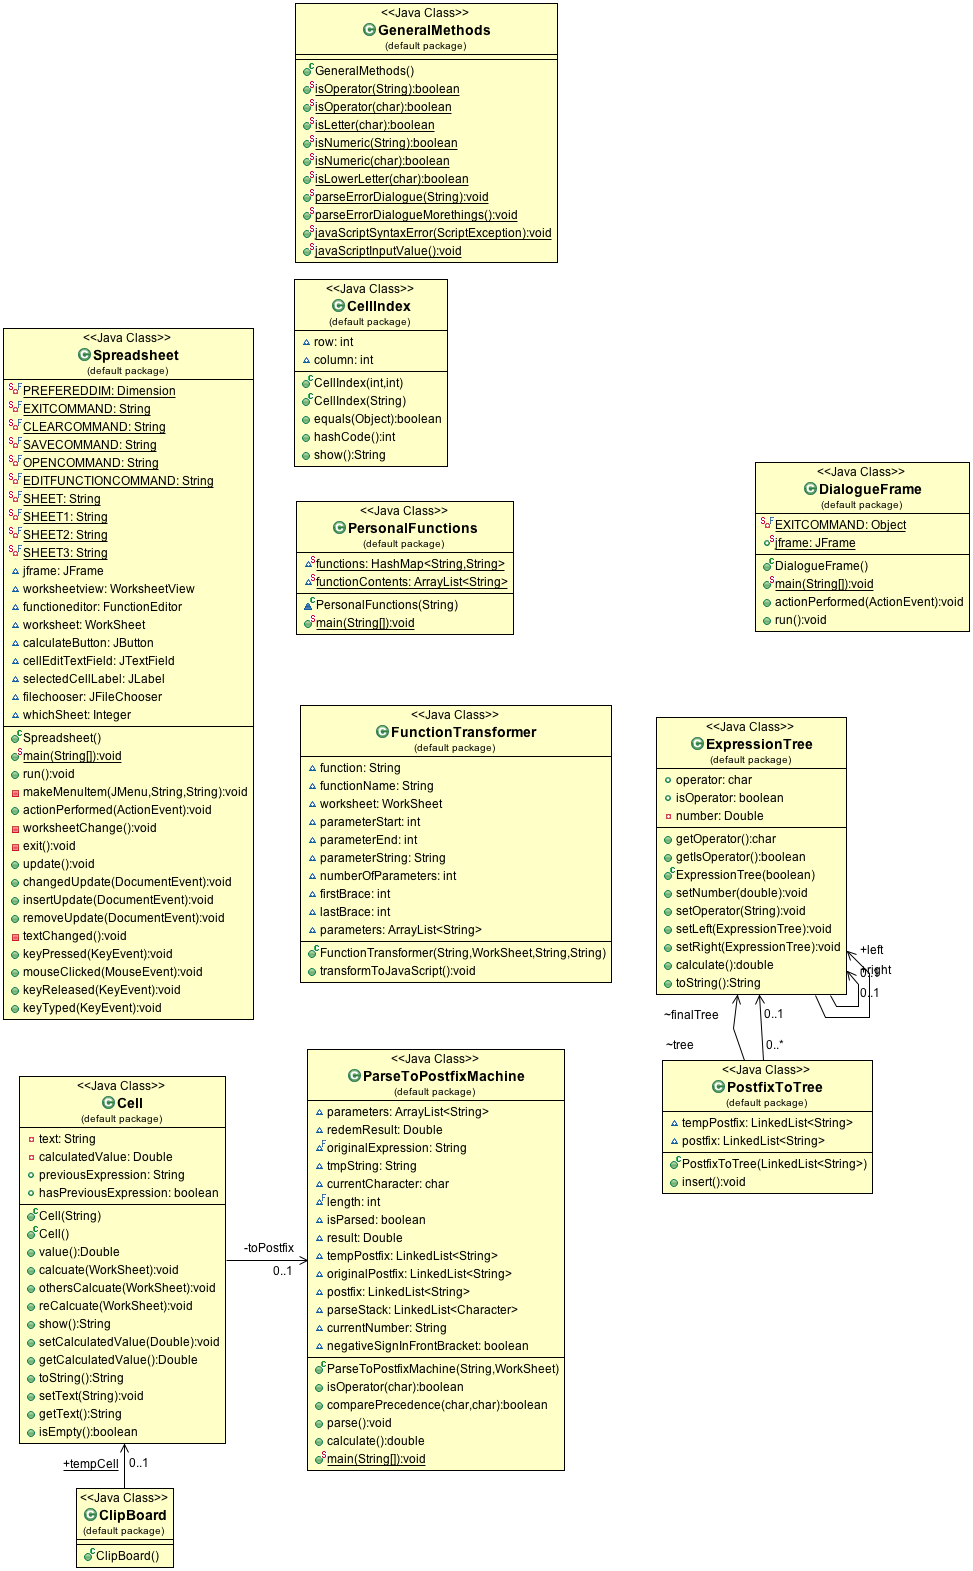 <<Java Class>>
GeneralMethods
(default package)
GeneralMethods()
isOperator(String):boolean
isOperator(char):boolean
isLetter(char):boolean
isNumeric(String):boolean
isNumeric(char):boolean
isLowerLetter(char):boolean
parseErrorDialogue(String):void
parseErrorDialogueMorethings():void
javaScriptSyntaxError(ScriptException):void
javaScriptInputValue():void
<<Java Class>>
CellIndex
(default package)
row: int
column: int
CellIndex(int,int)
CellIndex(String)
equals(Object):boolean
hashCode():int
show():String
<<Java Class>>
Spreadsheet
(default package)
PREFEREDDIM: Dimension
EXITCOMMAND: String
CLEARCOMMAND: String
SAVECOMMAND: String
OPENCOMMAND: String
EDITFUNCTIONCOMMAND: String
SHEET: String
SHEET1: String
SHEET2: String
SHEET3: String
jframe: JFrame
worksheetview: WorksheetView
functioneditor: FunctionEditor
worksheet: WorkSheet
calculateButton: JButton
cellEditTextField: JTextField
selectedCellLabel: JLabel
filechooser: JFileChooser
whichSheet: Integer
Spreadsheet()
main(String[]):void
run():void
makeMenuItem(JMenu,String,String):void
actionPerformed(ActionEvent):void
worksheetChange():void
exit():void
update():void
changedUpdate(DocumentEvent):void
insertUpdate(DocumentEvent):void
removeUpdate(DocumentEvent):void
textChanged():void
keyPressed(KeyEvent):void
mouseClicked(MouseEvent):void
keyReleased(KeyEvent):void
keyTyped(KeyEvent):void
<<Java Class>>
PersonalFunctions
(default package)
functions: HashMap<String,String>
functionContents: ArrayList<String>
PersonalFunctions(String)
main(String[]):void
<<Java Class>>
DialogueFrame
(default package)
EXITCOMMAND: Object
jframe: JFrame
DialogueFrame()
main(String[]):void
actionPerformed(ActionEvent):void
run():void
<<Java Class>>
FunctionTransformer
(default package)
function: String
functionName: String
worksheet: WorkSheet
parameterStart: int
parameterEnd: int
parameterString: String
numberOfParameters: int
firstBrace: int
lastBrace: int
parameters: ArrayList<String>
FunctionTransformer(String,WorkSheet,String,String)
transformToJavaScript():void
<<Java Class>>
ExpressionTree
(default package)
operator: char
isOperator: boolean
number: Double
getOperator():char
getIsOperator():boolean
ExpressionTree(boolean)
setNumber(double):void
setOperator(String):void
setLeft(ExpressionTree):void
setRight(ExpressionTree):void
calculate():double
toString():String
+left
+right
0..1
0..1
~finalTree
0..1
~tree
0..*
<<Java Class>>
PostfixToTree
(default package)
tempPostfix: LinkedList<String>
postfix: LinkedList<String>
PostfixToTree(LinkedList<String>)
insert():void
<<Java Class>>
Cell
(default package)
text: String
calculatedValue: Double
previousExpression: String
hasPreviousExpression: boolean
Cell(String)
Cell()
value():Double
calcuate(WorkSheet):void
othersCalcuate(WorkSheet):void
reCalcuate(WorkSheet):void
show():String
setCalculatedValue(Double):void
getCalculatedValue():Double
toString():String
setText(String):void
getText():String
isEmpty():boolean
-toPostfix
0..1
<<Java Class>>
ParseToPostfixMachine
(default package)
parameters: ArrayList<String>
redemResult: Double
originalExpression: String
tmpString: String
currentCharacter: char
length: int
isParsed: boolean
result: Double
tempPostfix: LinkedList<String>
originalPostfix: LinkedList<String>
postfix: LinkedList<String>
parseStack: LinkedList<Character>
currentNumber: String
negativeSignInFrontBracket: boolean
ParseToPostfixMachine(String,WorkSheet)
isOperator(char):boolean
comparePrecedence(char,char):boolean
parse():void
calculate():double
main(String[]):void
+tempCell
0..1
<<Java Class>>
ClipBoard
(default package)
ClipBoard()